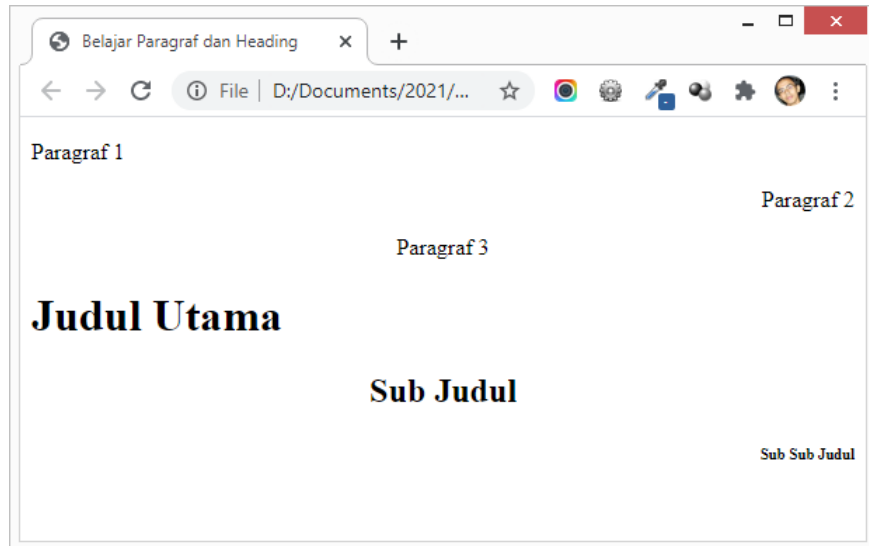 Belajar Paragraf dan Heading
File | D:/Documents/2021/...
Paragraf 1
Paragraf 2
Paragraf 3
Judul Utama
Sub Judul
Sub Sub Judul